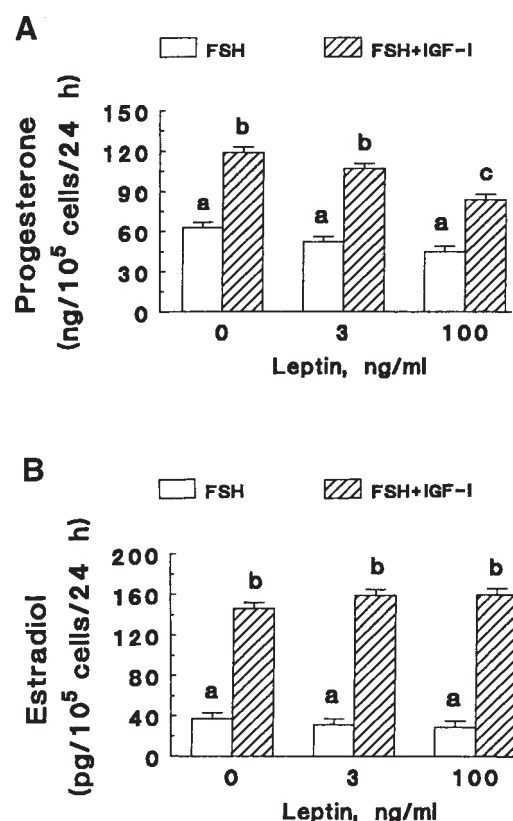 A
FSH FSH+IGF-I
Progesterone
(ng/10⁵ cells/24 h)
150
120
90
60
30
0
a b a b a c
0 3 100
Leptin, ng/ml
B
FSH FSH+IGF-I
Estradiol
(pg/10⁵ cells/24 h)
200
160
120
80
40
0
a b a b a b
0 3 100
Leptin, ng/ml